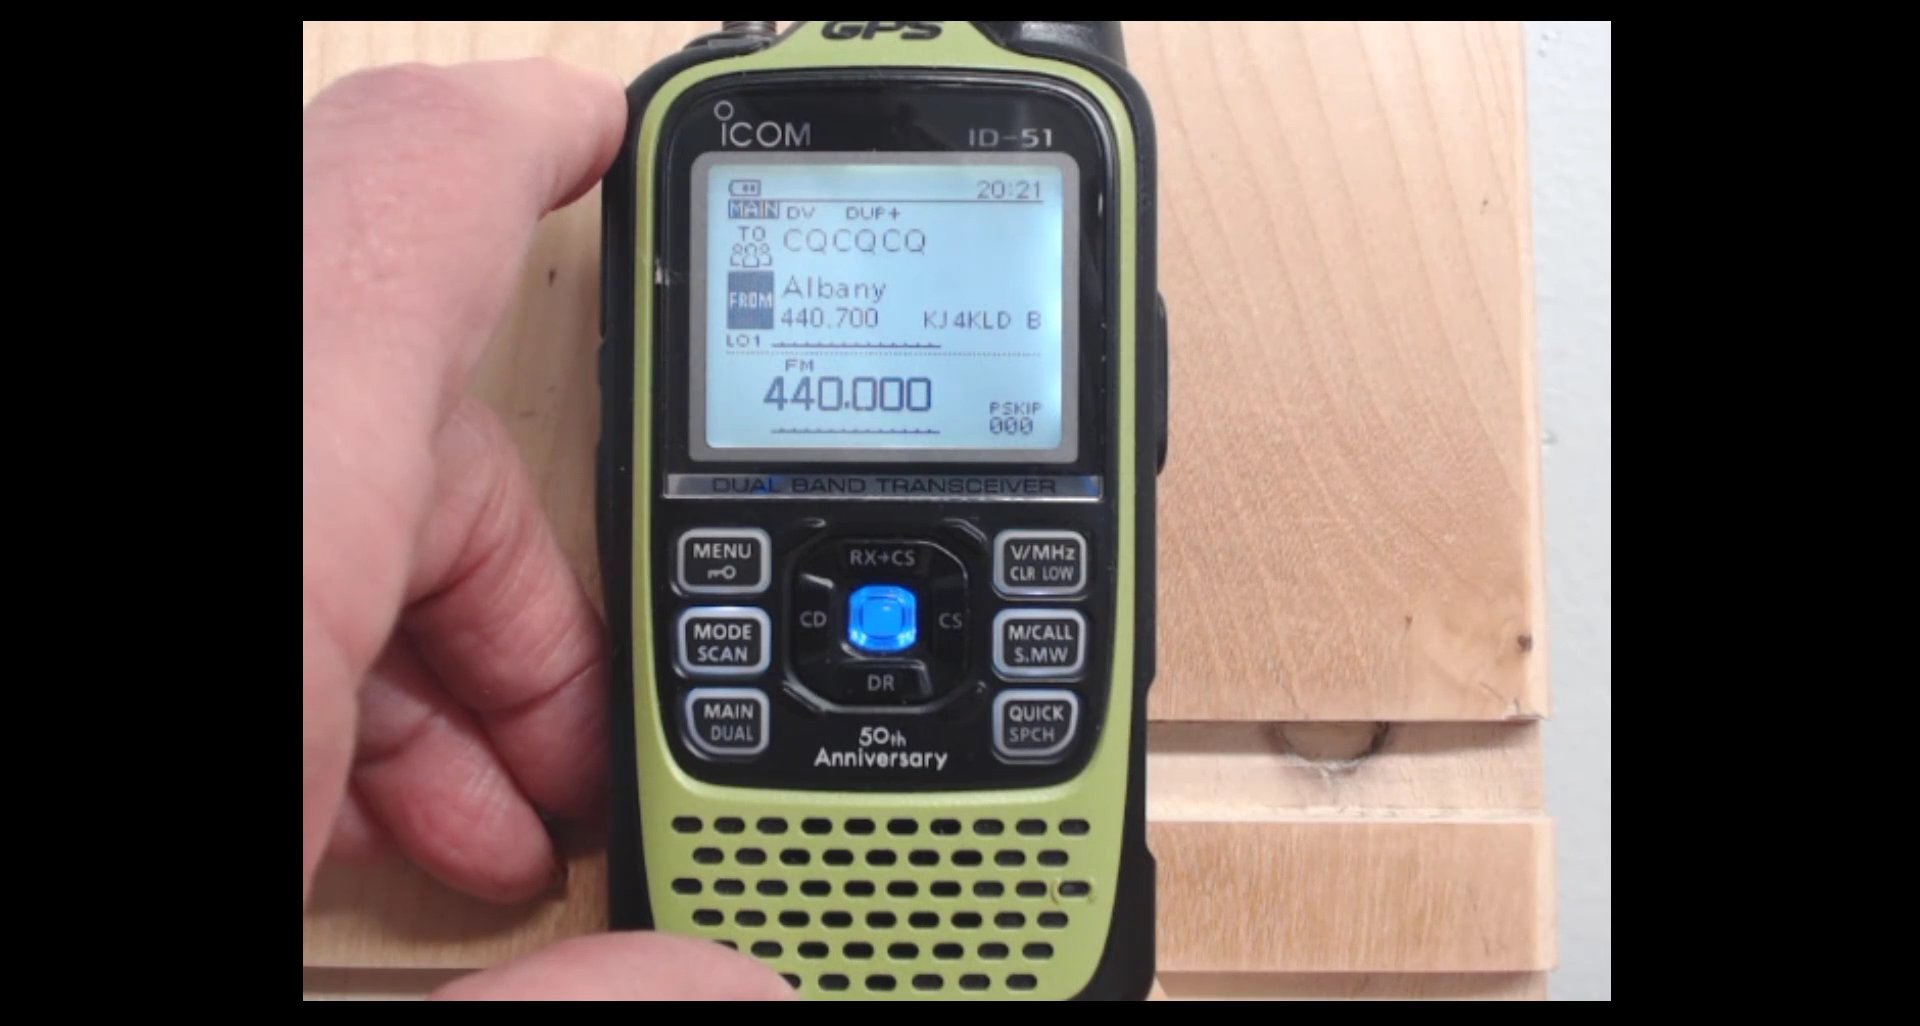 GPS
ICOM ID-51
20:21
MAIN DV DUP+
TO CQCQCQ
FROM Albany
440.700 KJ4KLD B
L01
FM
440.000
PSKIP
000
DUAL BAND TRANSCEIVER
MENU
RX→CS
V/MHz
CLR LOW
MODE
SCAN
CD
CS
M/CALL
S.MW
DR
MAIN
DUAL
QUICK
SPCH
50th
Anniversary